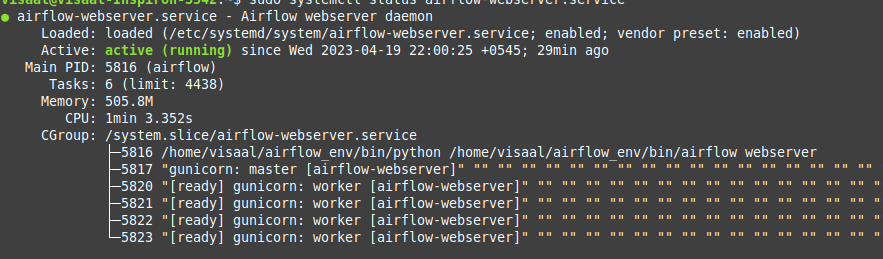 visaal@visaal-Inspiron-3542:~$ sudo systemctl status airflow-webserver.service
● airflow-webserver.service - Airflow webserver daemon
Loaded: loaded (/etc/systemd/system/airflow-webserver.service; enabled; vendor preset: enabled)
Active: active (running) since Wed 2023-04-19 22:00:25 +0545; 29min ago
Main PID: 5816 (airflow)
Tasks: 6 (limit: 4438)
Memory: 505.8M
CPU: 1min 3.352s
CGroup: /system.slice/airflow-webserver.service
├─5816 /home/visaal/airflow_env/bin/python /home/visaal/airflow_env/bin/airflow webserver
├─5817 "gunicorn: master [airflow-webserver]" "" "" "" "" "" "" "" "" "" "" "" "" "" "" "" "" ""
├─5820 "[ready] gunicorn: worker [airflow-webserver]" "" "" "" "" "" "" "" "" "" "" "" "" "" ""
├─5821 "[ready] gunicorn: worker [airflow-webserver]" "" "" "" "" "" "" "" "" "" "" "" "" "" ""
├─5822 "[ready] gunicorn: worker [airflow-webserver]" "" "" "" "" "" "" "" "" "" "" "" "" "" ""
└─5823 "[ready] gunicorn: worker [airflow-webserver]" "" "" "" "" "" "" "" "" "" "" "" "" "" ""